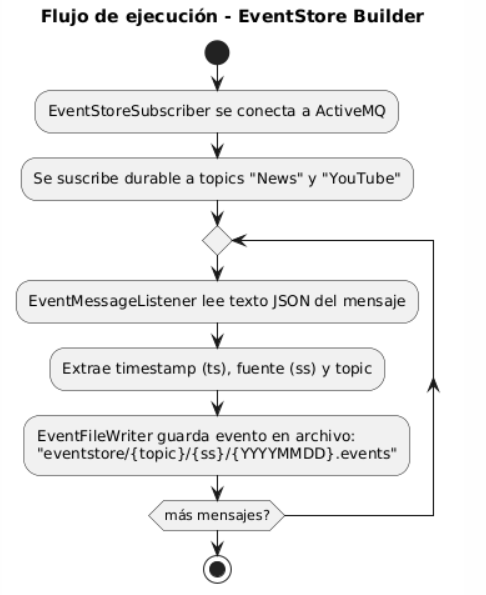 Flujo de ejecución - EventStore Builder
EventStoreSubscriber se conecta a ActiveMQ
Se suscribe durable a topics "News" y "YouTube"
EventMessageListener lee texto JSON del mensaje
Extrae timestamp (ts), fuente (ss) y topic
EventFileWriter guarda evento en archivo:
"eventstore/{topic}/{ss}/{YYYYMMDD}.events"
más mensajes?